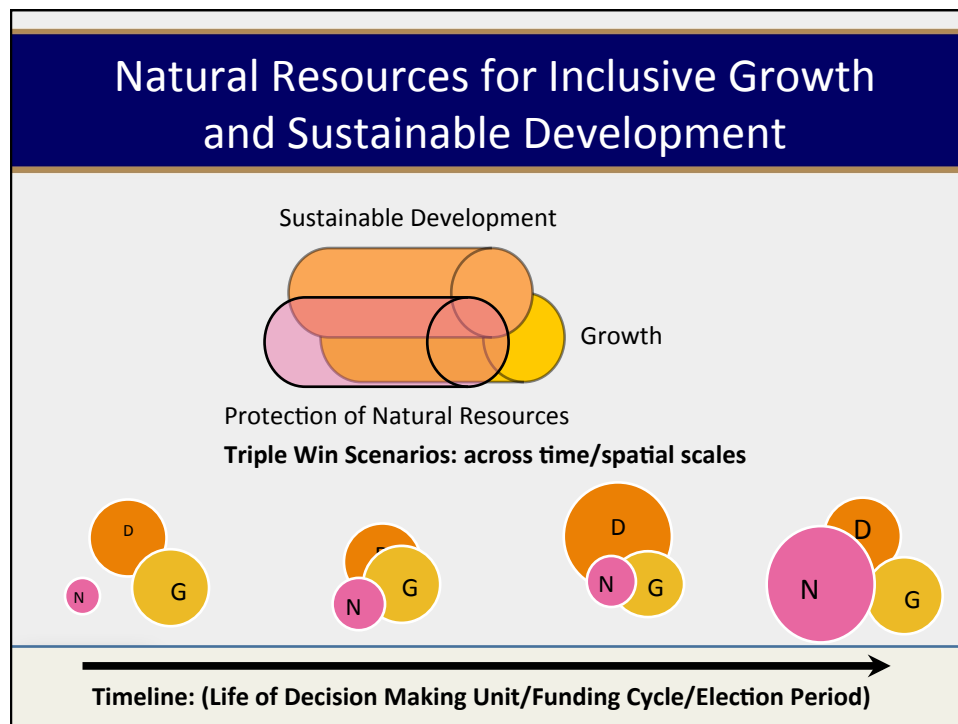 Natural Resources for Inclusive Growth
and Sustainable Development
Sustainable Development
Growth
Protection of Natural Resources
Triple Win Scenarios: across time/spatial scales
D
N
G
N
G
D
N
G
D
N
G
Timeline: (Life of Decision Making Unit/Funding Cycle/Election Period)